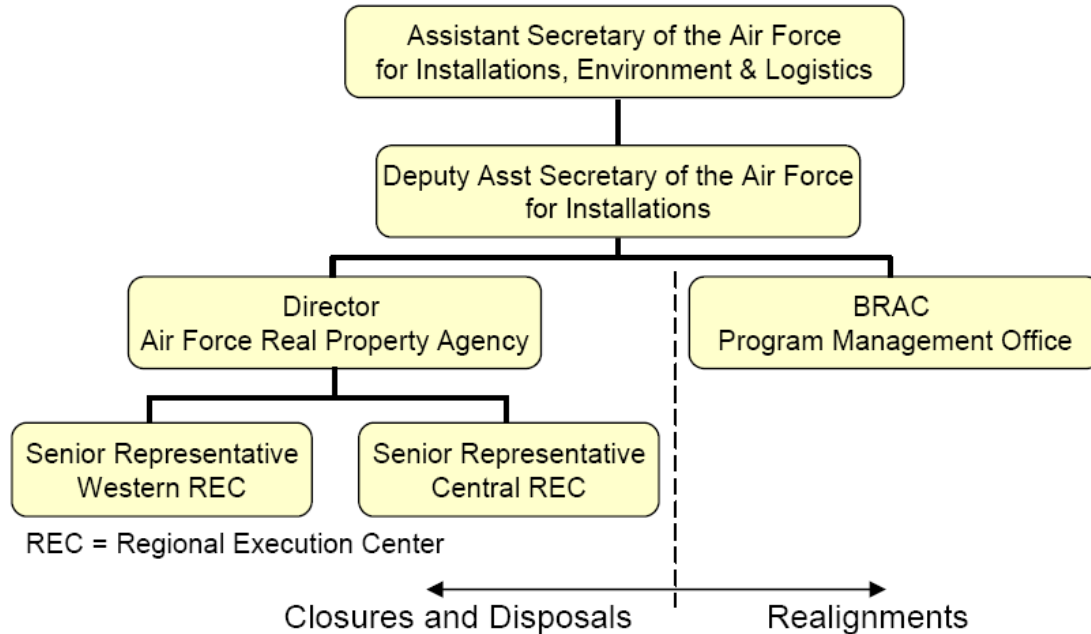 Assistant Secretary of the Air Force
for Installations, Environment & Logistics
Deputy Asst Secretary of the Air Force
for Installations
Director
Air Force Real Property Agency
BRAC
Program Management Office
Senior Representative
Western REC
Senior Representative
Central REC
REC = Regional Execution Center
Closures and Disposals
Realignments